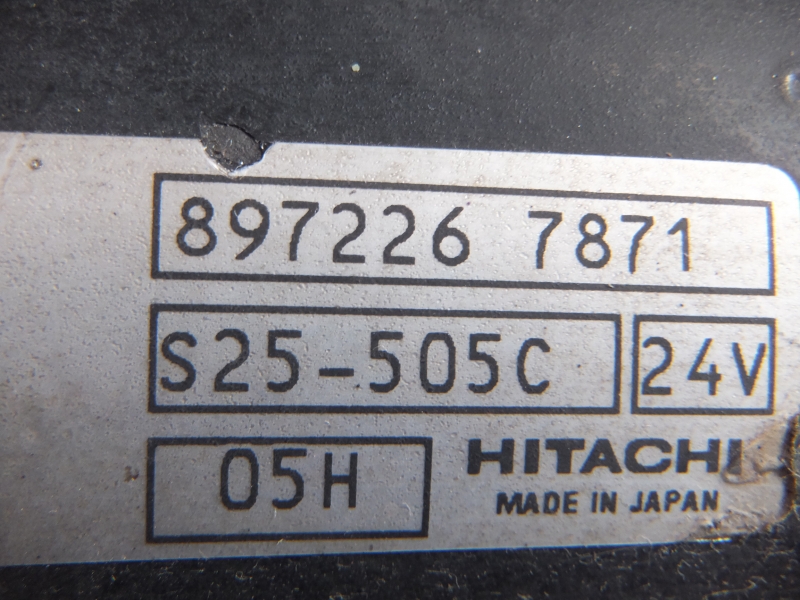 897226 7871
S25-505C 24V
05H HITACHI
MADE IN JAPAN